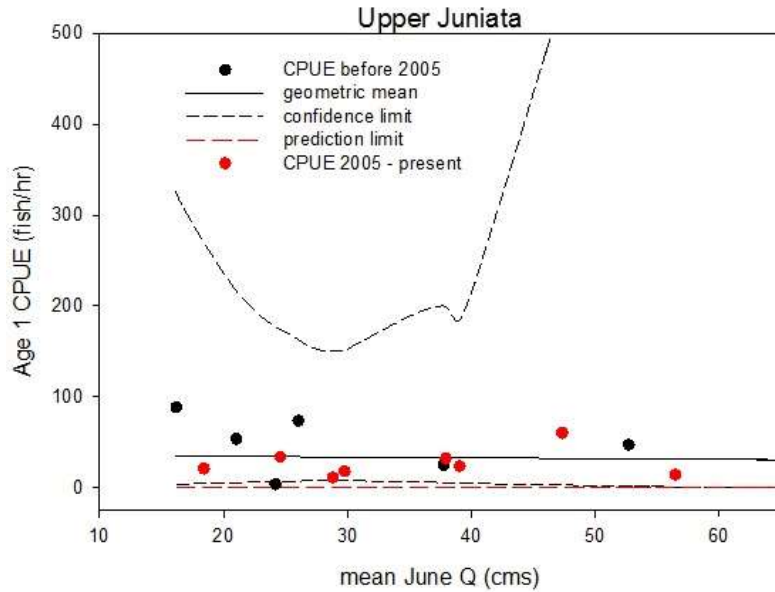 Upper Juniata
500
400
300
200
100
0
Age 1 CPUE (fish/hr)
CPUE before 2005
geometric mean
confidence limit
prediction limit
CPUE 2005 - present
10 20 30 40 50 60
mean June Q (cms)